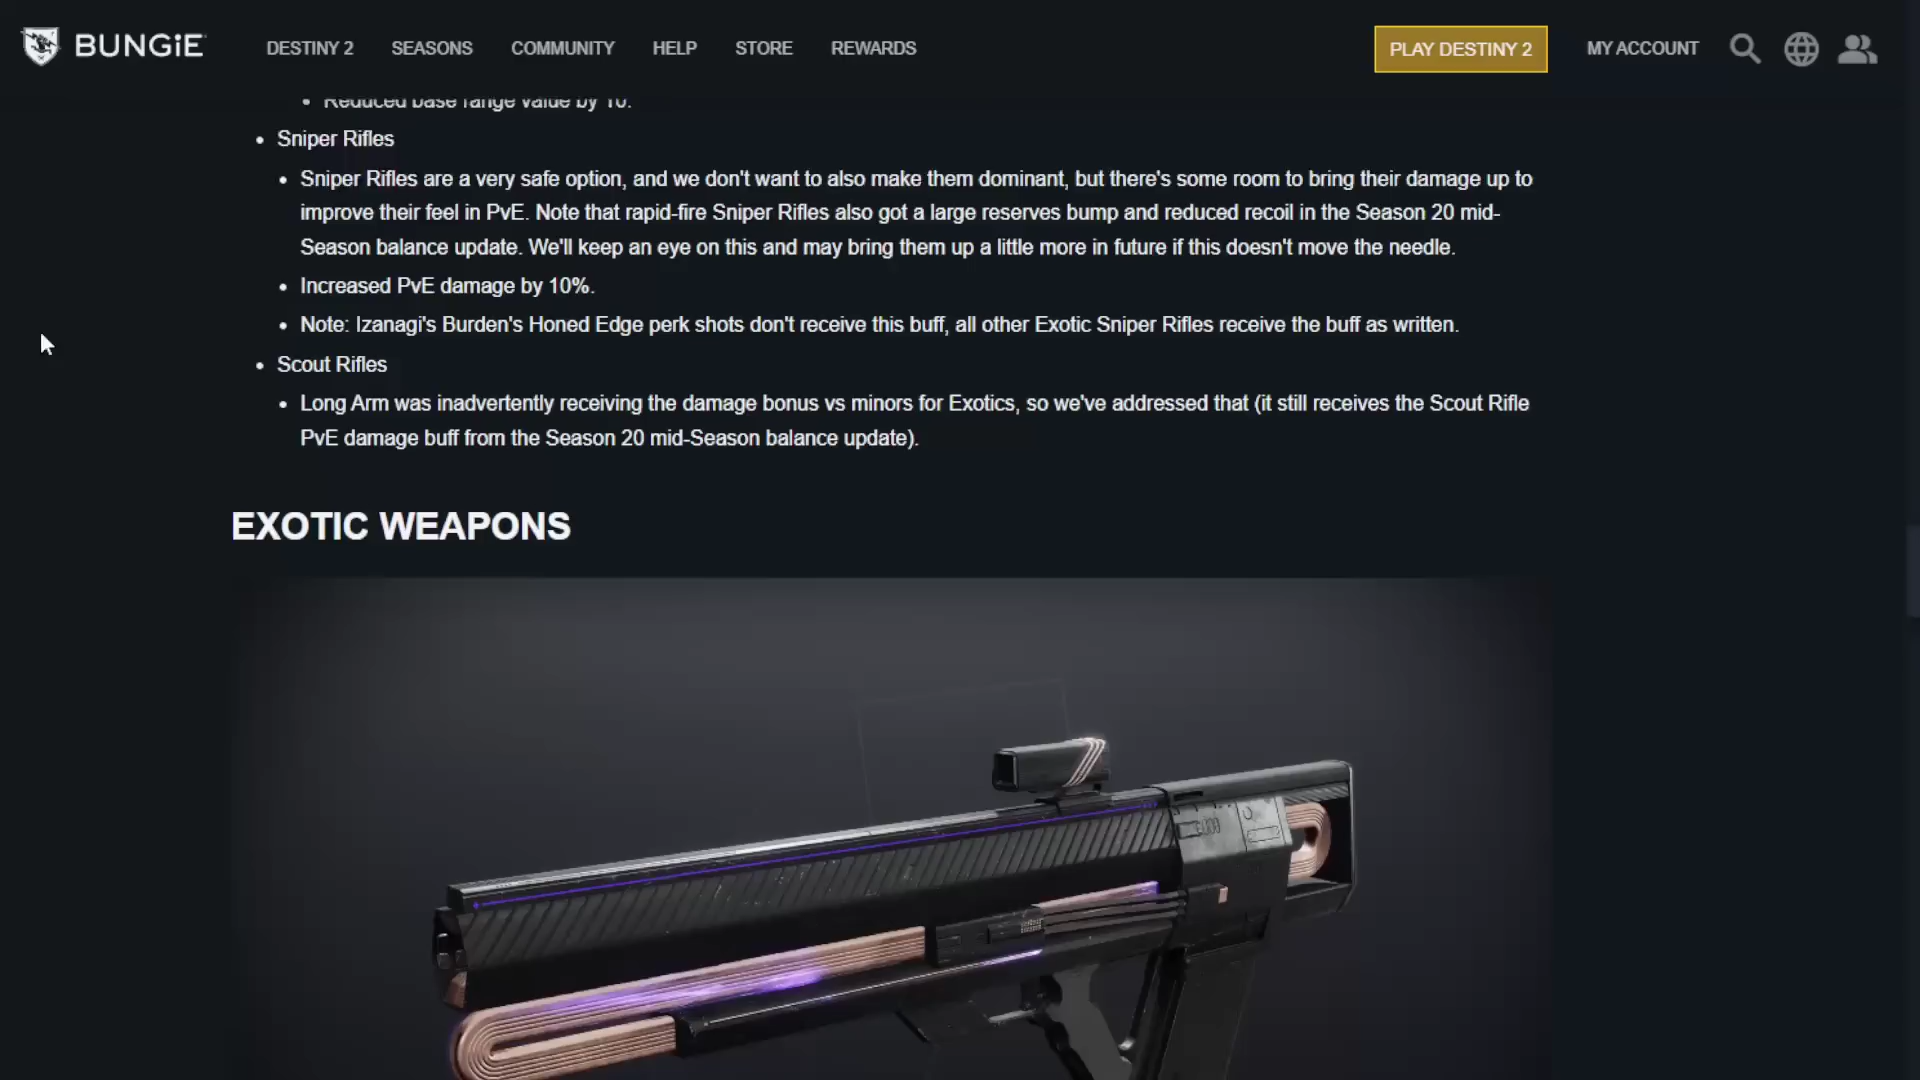 BUNGiE
DESTINY 2 SEASONS COMMUNITY HELP STORE REWARDS
PLAY DESTINY 2
MY ACCOUNT
Reduced base range value by 10.
Sniper Rifles
Sniper Rifles are a very safe option, and we don't want to also make them dominant, but there's some room to bring their damage up to
improve their feel in PvE. Note that rapid-fire Sniper Rifles also got a large reserves bump and reduced recoil in the Season 20 mid-
Season balance update. We'll keep an eye on this and may bring them up a little more in future if this doesn't move the needle.
Increased PvE damage by 10%.
Note: Izanagi's Burden's Honed Edge perk shots don't receive this buff, all other Exotic Sniper Rifles receive the buff as written.
Scout Rifles
Long Arm was inadvertently receiving the damage bonus vs minors for Exotics, so we've addressed that (it still receives the Scout Rifle
PvE damage buff from the Season 20 mid-Season balance update).
EXOTIC WEAPONS